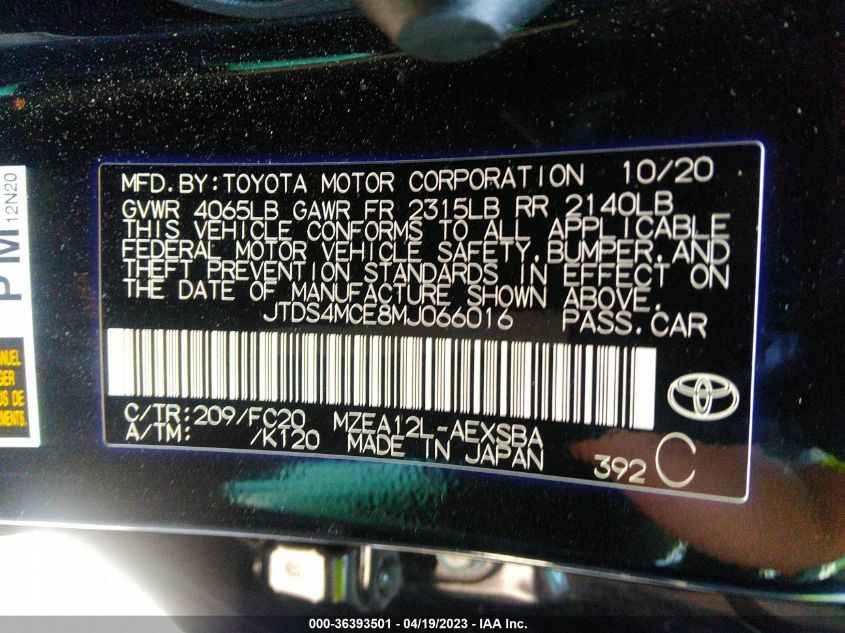 MFD.BY:TOYOTA MOTOR CORPORATION 10/20
GVWR 4065LB GAWR FR 2315LB RR 2140LB
THIS VEHICLE CONFORMS TO ALL APPLICABLE
FEDERAL MOTOR VEHICLE SAFETY,BUMPER,AND
THEFT PREVENTION STANDARDS IN EFFECT ON
THE DATE OF MANUFACTURE SHOWN ABOVE.
JTDS4MCE8MJ066016 PASS.CAR
C/TR:209/FC20 MZEA12L-AEXSBA
A/TM: /K120 MADE IN JAPAN
392 C
12N20
000-36393501 - 04/19/2023 - IAA Inc.